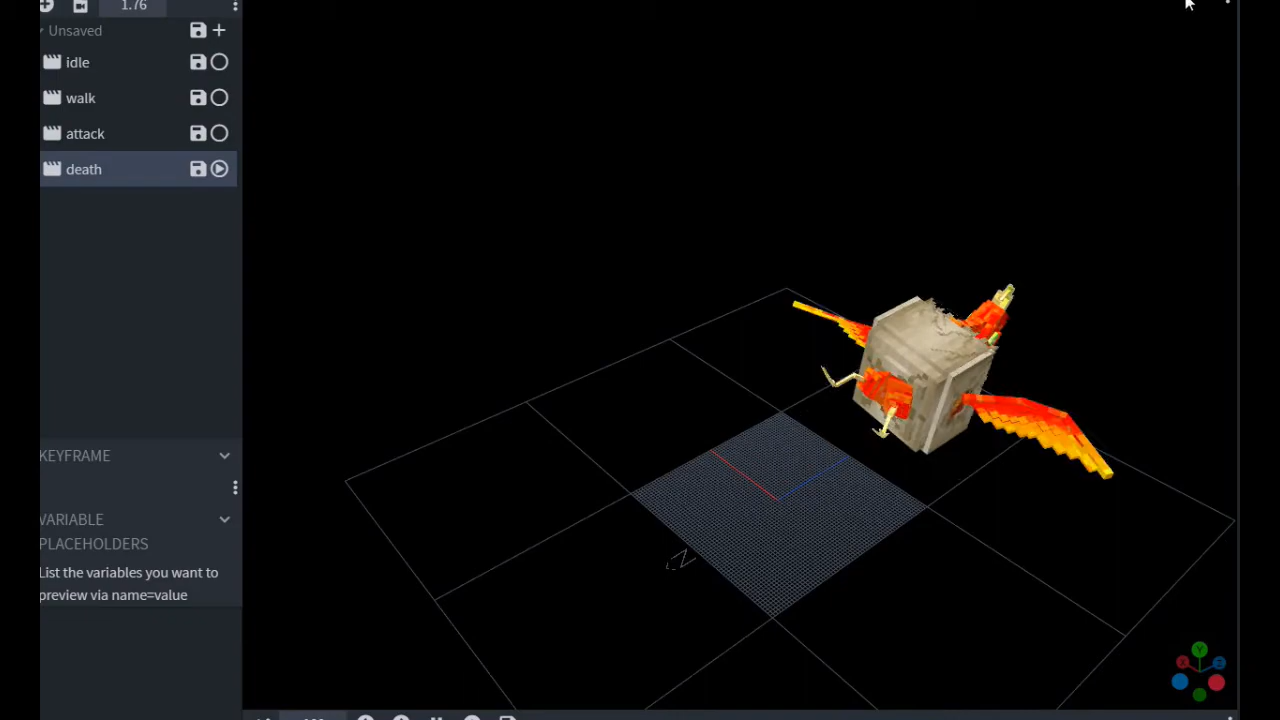 1.76
Unsaved
idle
walk
attack
death
KEYFRAME
VARIABLE
PLACEHOLDERS
List the variables you want to
preview via name=value
N
Y
X
Z